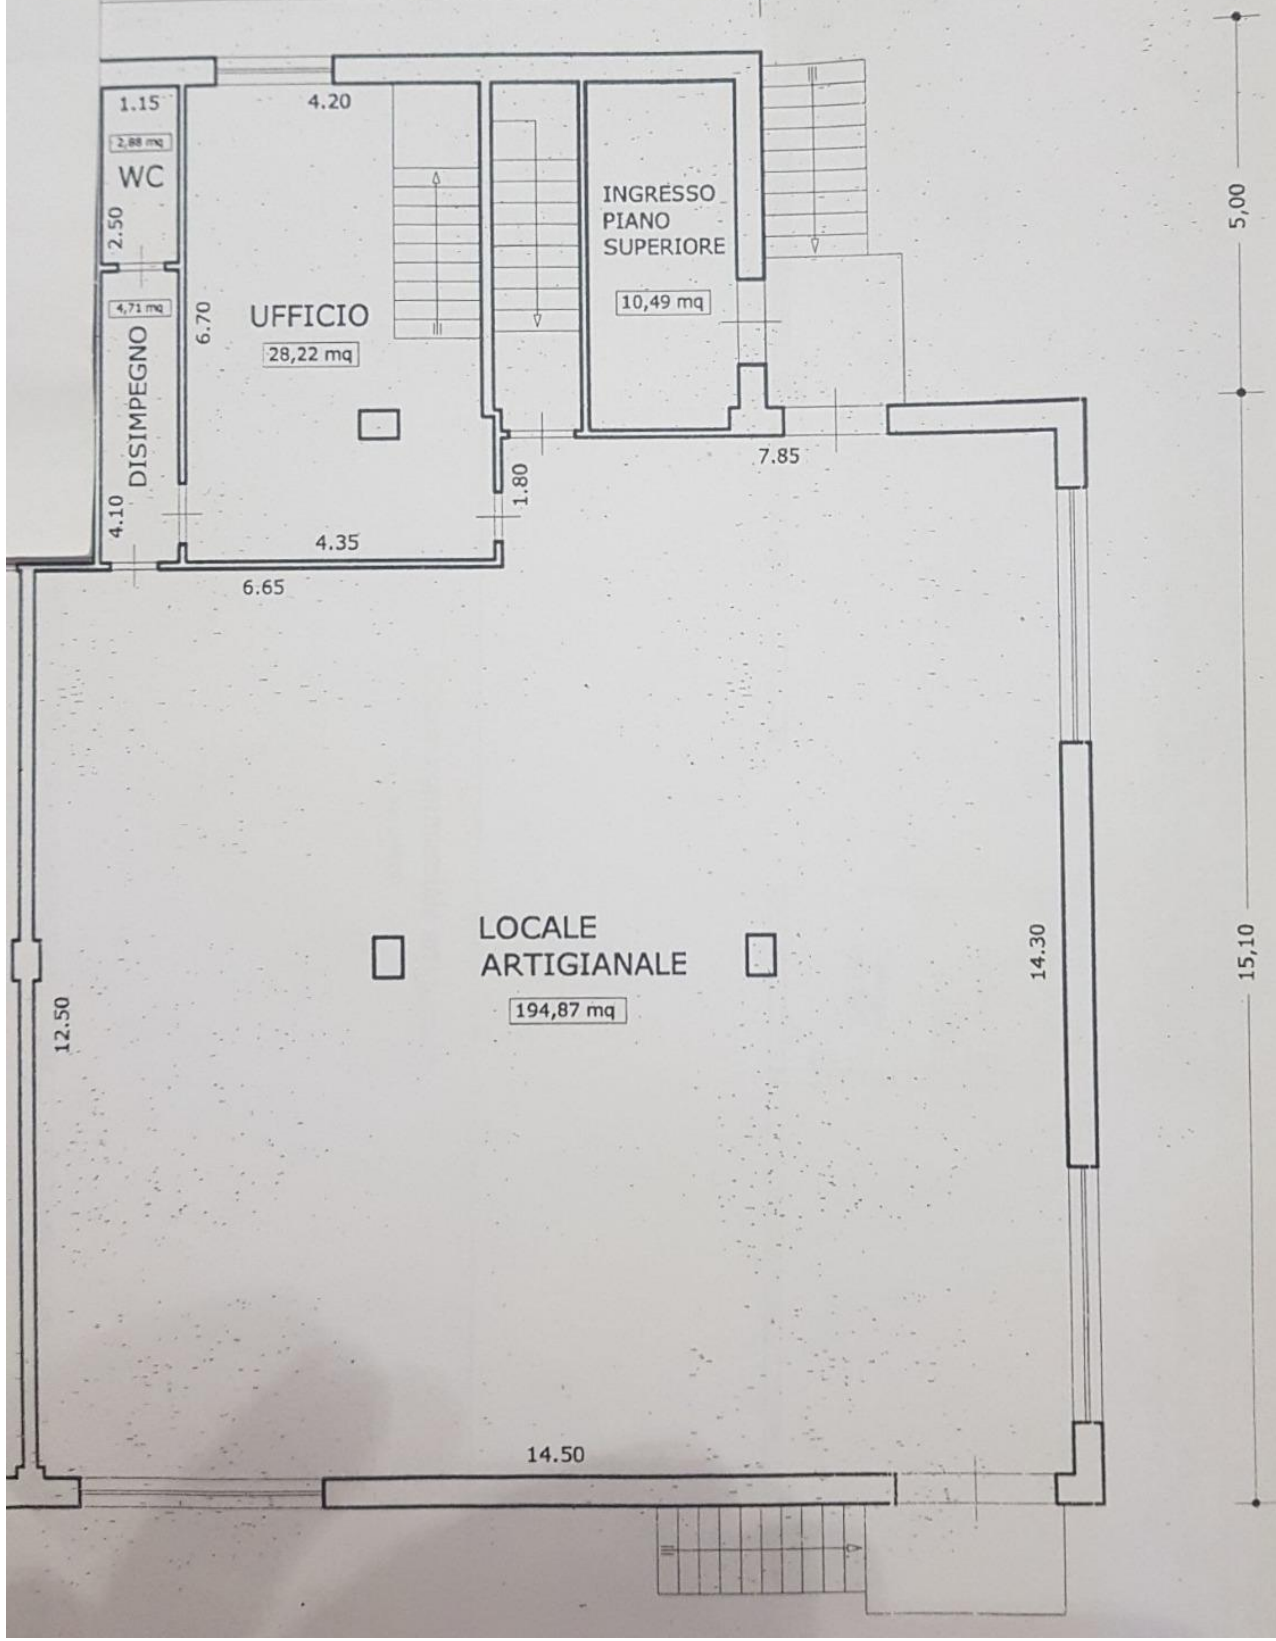 1.15
4.20
2,88 mq
WC
2.50
INGRESSO
PIANO
SUPERIORE
10,49 mq
5,00
4,71 mq
DISIMPEGNO
4.10
6.70
UFFICIO
28,22 mq
1.80
7.85
4.35
6.65
LOCALE
ARTIGIANALE
194,87 mq
12.50
14.30
15,10
14.50